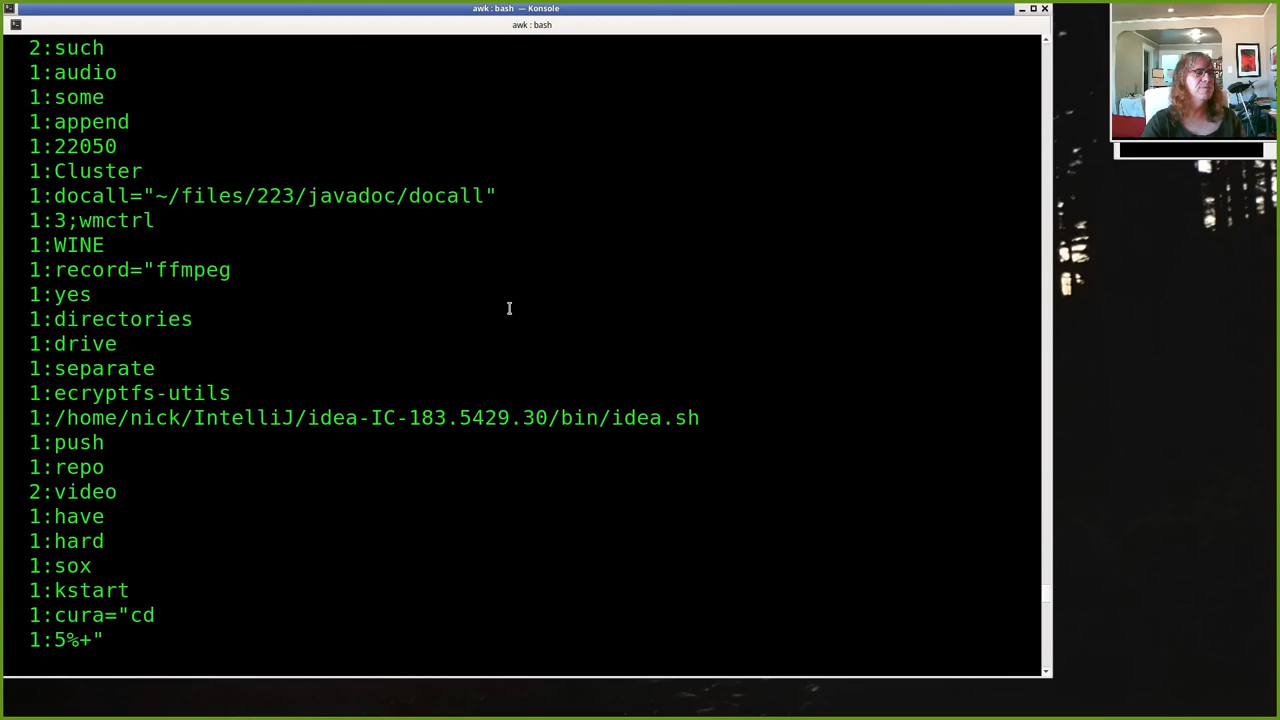 awk : bash — Konsole
awk : bash
2:such
1:audio
1:some
1:append
1:22050
1:Cluster
1:docall="~/files/223/javadoc/docall"
1:3;wmctrl
1:WINE
1:record="ffmpeg
1:yes
1:directories
1:drive
1:separate
1:ecryptfs-utils
1:/home/nick/IntelliJ/idea-IC-183.5429.30/bin/idea.sh
1:push
1:repo
2:video
1:have
1:hard
1:sox
1:kstart
1:cura="cd
1:5%+"